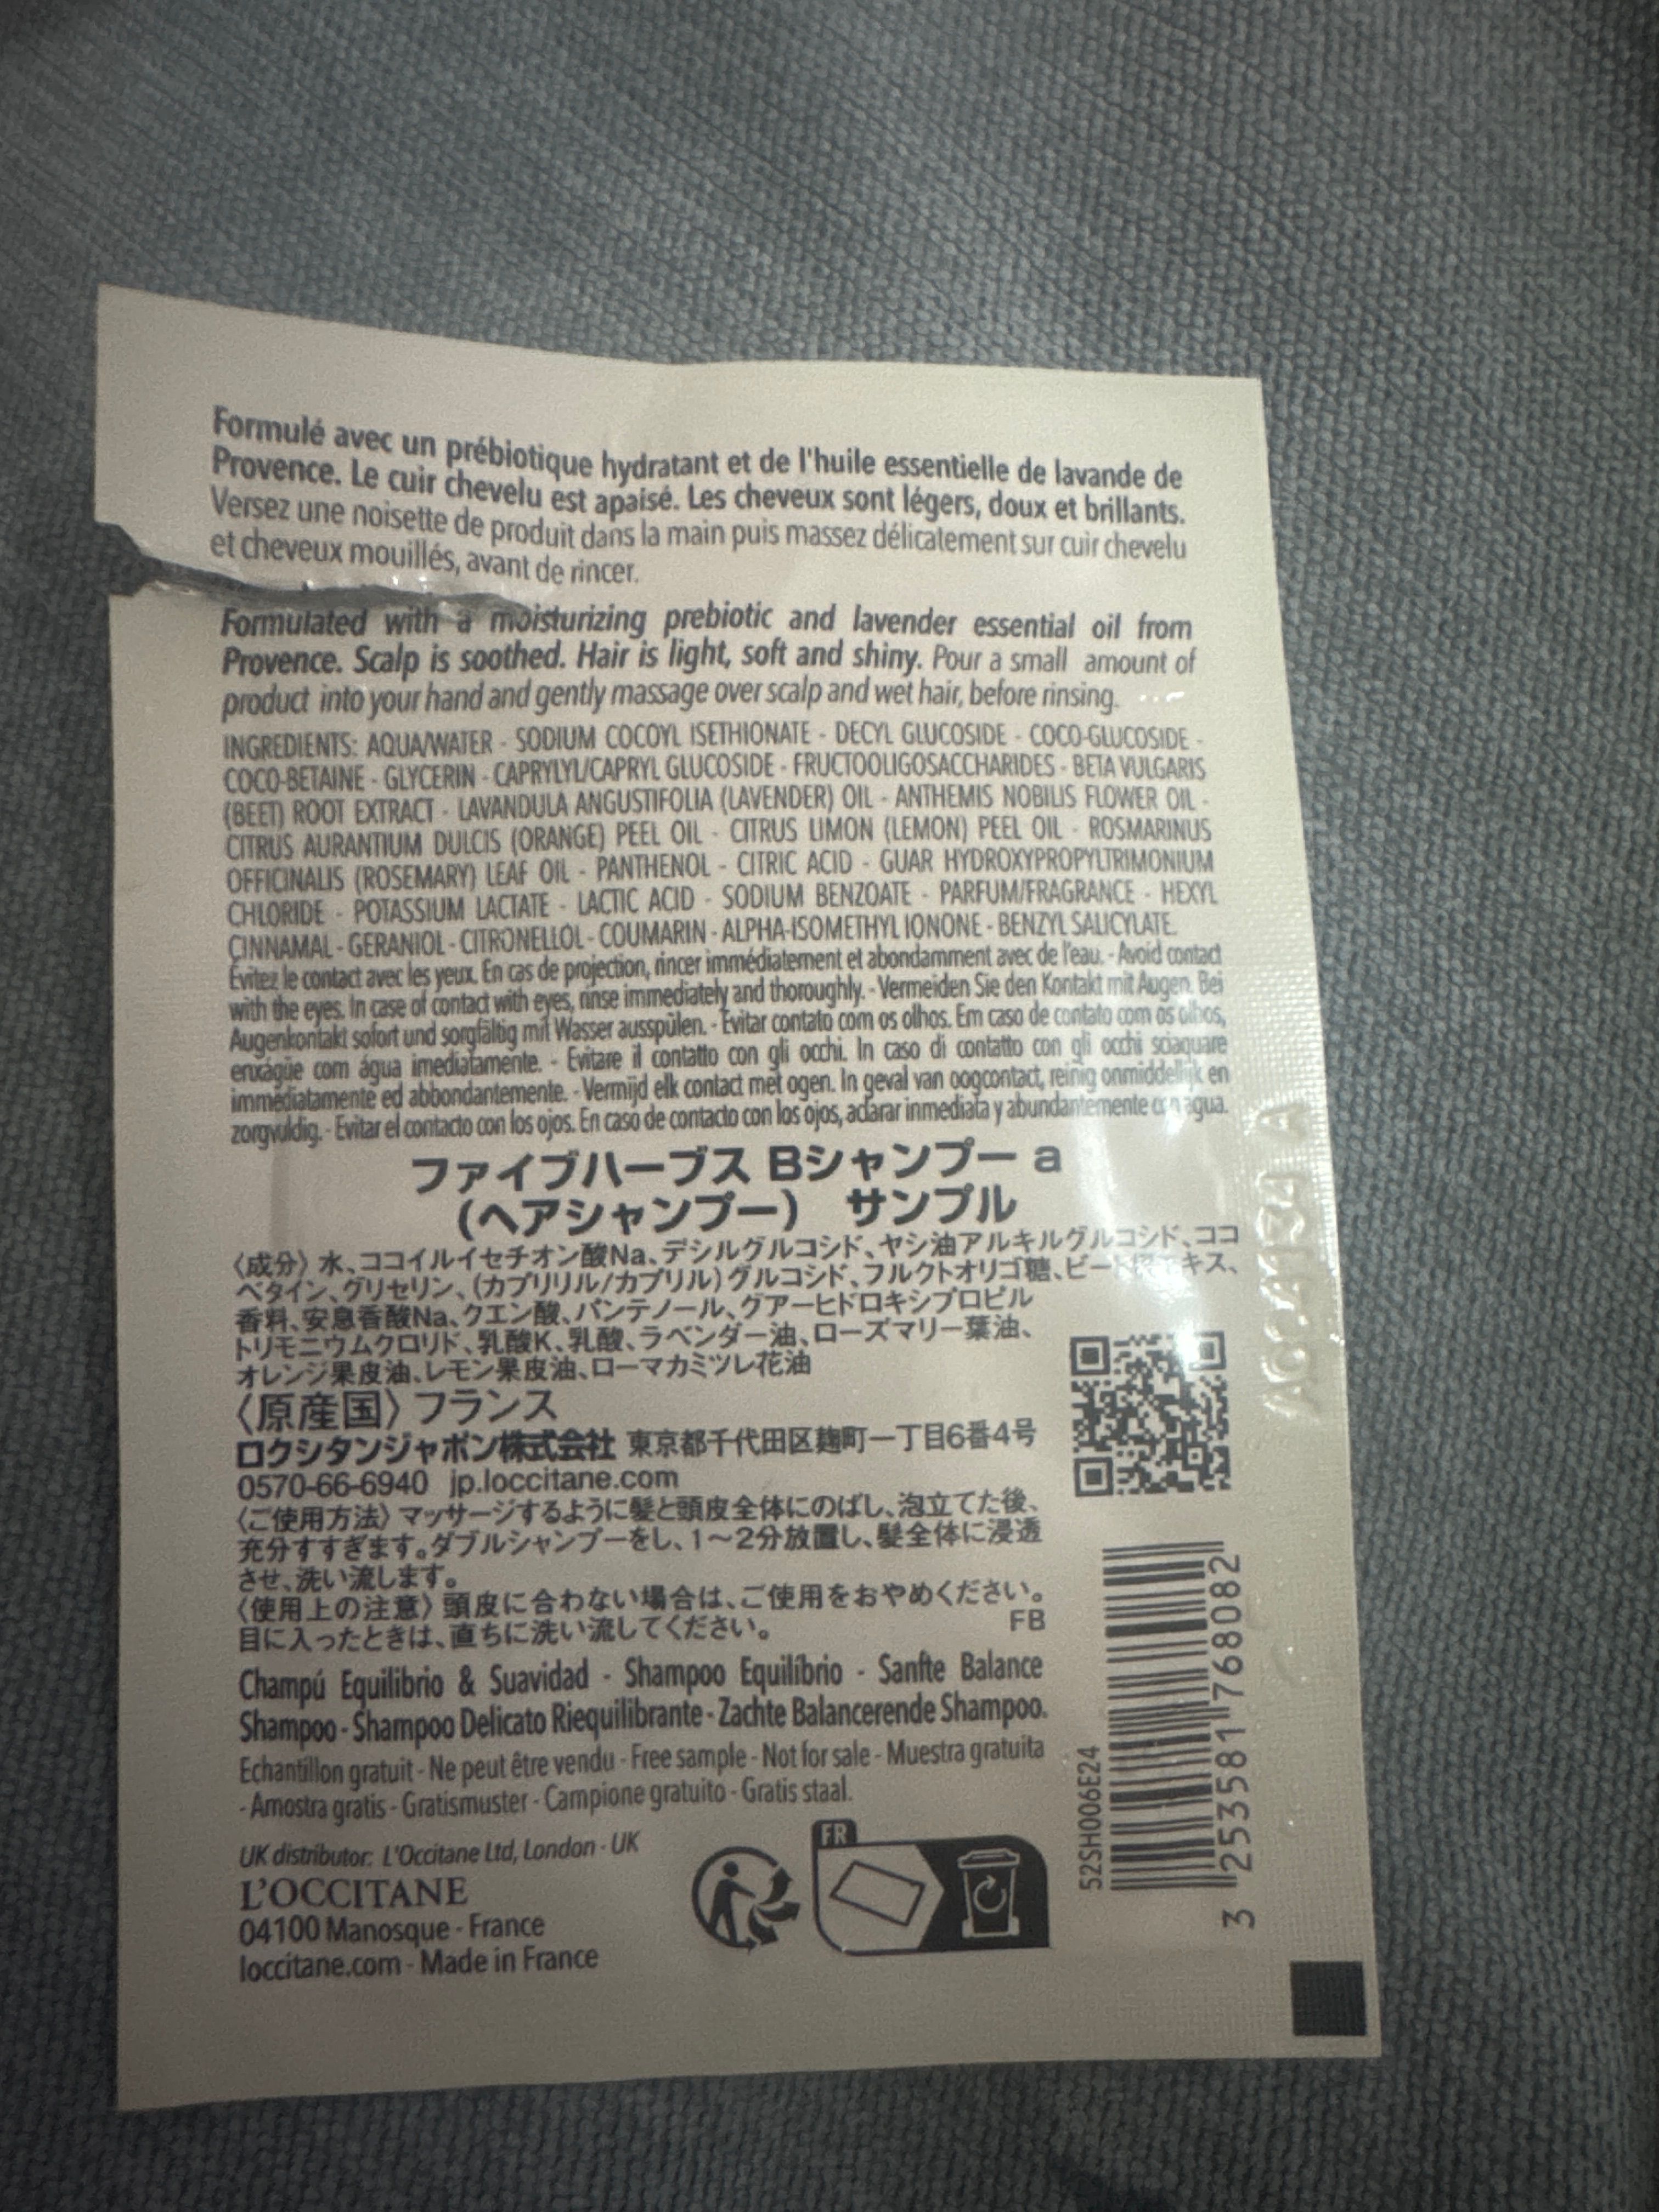 Formulé avec un prébiotique hydratant et de l'huile essentielle de lavande de
Provence. Le cuir chevelu est apaisé. Les cheveux sont légers, doux et brillants.
Versez une noisette de produit dans la main puis massez délicatement sur cuir chevelu
et cheveux mouillés, avant de rincer.
Formulated with a moisturizing prebiotic and lavender essential oil from
Provence. Scalp is soothed. Hair is light, soft and shiny. Pour a small amount of
product into your hand and gently massage over scalp and wet hair, before rinsing.
INGREDIENTS: AQUA/WATER - SODIUM COCOYL ISETHIONATE - DECYL GLUCOSIDE - COCO-GLUCOSIDE -
COCO-BETAINE - GLYCERIN - CAPRYLYL/CAPRYL GLUCOSIDE - FRUCTOOLIGOSACCHARIDES - BETA VULGARIS
(BEET) ROOT EXTRACT - LAVANDULA ANGUSTIFOLIA (LAVENDER) OIL - ANTHEMIS NOBILIS FLOWER OIL -
CITRUS AURANTIUM DULCIS (ORANGE) PEEL OIL - CITRUS LIMON (LEMON) PEEL OIL - ROSMARINUS
OFFICINALIS (ROSEMARY) LEAF OIL - PANTHENOL - CITRIC ACID - GUAR HYDROXYPROPYLTRIMONIUM
CHLORIDE - POTASSIUM LACTATE - LACTIC ACID - SODIUM BENZOATE - PARFUM/FRAGRANCE - HEXYL
CINNAMAL - GERANIOL - CITRONELLOL - COUMARIN - ALPHA-ISOMETHYL IONONE - BENZYL SALICYLATE.
Évitez le contact avec les yeux. En cas de projection, rincer immédiatement et abondamment avec de l'eau. - Avoid contact
with the eyes. In case of contact with eyes, rinse immediately and thoroughly. - Vermeiden Sie den Kontakt mit Augen. Bei
Augenkontakt sofort und sorgfältig mit Wasser ausspülen. - Evitar contato com os olhos. Em caso de contato com os olhos,
enxágüe com água imediatamente. - Evitare il contatto con gli occhi. In caso di contatto con gli occhi sciaquare
immediatamente ed abbondantemente. - Vermijd elk contact met ogen. In geval van oogcontact, reinig onmiddellijk en
zorgvuldig. - Evitar el contacto con los ojos. En caso de contacto con los ojos, aclarar inmediata y abundantemente con agua.
ファイブハーブス Bシャンプー a
（ヘアシャンプー） サンプル
〈成分〉水、ココイルイセチオン酸Na、デシルグルコシド、ヤシ油アルキルグルコシド、ココ
ベタイン、グリセリン、(カプリリル/カプリル)グルコシド、フルクトオリゴ糖、ビート根エキス、
香料、安息香酸Na、クエン酸、パンテノール、グアーヒドロキシプロピル
トリモニウムクロリド、乳酸K、乳酸、ラベンダー油、ローズマリー葉油、
オレンジ果皮油、レモン果皮油、ローマカミツレ花油
〈原産国〉フランス
ロクシタンジャポン株式会社 東京都千代田区麹町一丁目6番4号
0570-66-6940 jp.loccitane.com
〈ご使用方法〉マッサージするように髪と頭皮全体にのばし、泡立てた後、
充分すすぎます。ダブルシャンプーをし、1～2分放置し、髪全体に浸透
させ、洗い流します。
〈使用上の注意〉頭皮に合わない場合は、ご使用をおやめください。
目に入ったときは、直ちに洗い流してください。 FB
Champú Equilibrio & Suavidad - Shampoo Equilíbrio - Sanfte Balance
Shampoo - Shampoo Delicato Riequilibrante - Zachte Balancerende Shampoo.
Echantillon gratuit - Ne peut être vendu - Free sample - Not for sale - Muestra gratuita
- Amostra gratis - Gratismuster - Campione gratuito - Gratis staal.
UK distributor: L'Occitane Ltd, London - UK
L'OCCITANE
04100 Manosque - France
loccitane.com - Made in France
FR
52SH006E24
3 253581 768082